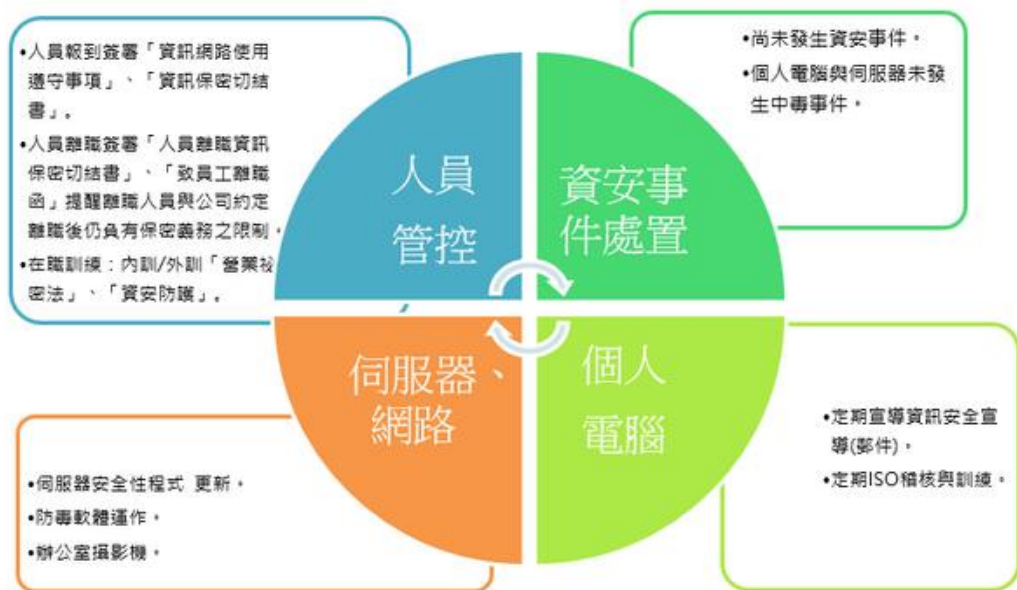 •人員報到簽署「資訊網路使用
遵守事項」、「資訊保密切結
書」。
•人員離職簽署「人員離職資訊
保密切結書」、「致員工離職
函」提醒離職人員與公司約定
離職後仍負有保密義務之限制。
•在職訓練：內訓/外訓「營業祕
密法」、「資安防護」。
人員
管控
•尚未發生資安事件。
•個人電腦與伺服器未發
生中毒事件。
資安事
件處置
伺服器、
網路
•伺服器安全性程式 更新。
•防毒軟體運作。
•辦公室攝影機。
個人
電腦
•定期宣導資訊安全宣
導(郵件)。
•定期ISO稽核與訓練。